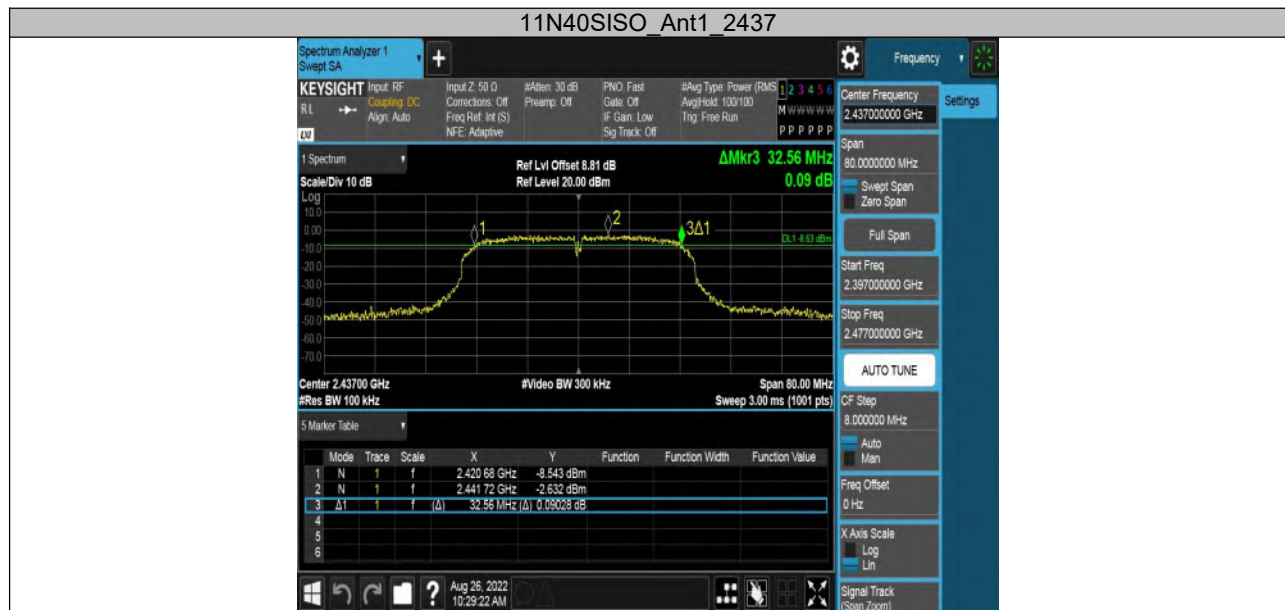 11N40SISO_Ant1_2437
Spectrum Analyzer 1
Swept SA
Frequency
KEYSIGHT
RL
LXI
Input: RF
Coupling: DC
Align: Auto
Input Z: 50 Ω
Corrections: Off
Freq Ref: Int (S)
NFE: Adaptive
#Atten: 30 dB
Preamp: Off
PNO: Fast
Gate: Off
IF Gain: Low
Sig Track: Off
#Avg Type: Power (RMS
Avg|Hold: 100/100
Trig: Free Run
1 2 3 4 5 6
M W W W W W
P P P P P P
Center Frequency
2.437000000 GHz
Settings
Span
80.0000000 MHz
Swept Span
Zero Span
Full Span
Start Freq
2.397000000 GHz
Stop Freq
2.477000000 GHz
AUTO TUNE
CF Step
8.000000 MHz
Auto
Man
Freq Offset
0 Hz
X Axis Scale
Log
Lin
Signal Track
(Span Zoom)
1 Spectrum
Scale/Div 10 dB
Ref Lvl Offset 8.81 dB
Ref Level 20.00 dBm
ΔMkr3 32.56 MHz
0.09 dB
Log
10.0
0.00
-10.0
-20.0
-30.0
-40.0
-50.0
-60.0
-70.0
1
2
3Δ1
DL1 -8.63 dBm
Center 2.43700 GHz
#Video BW 300 kHz
Span 80.00 MHz
#Res BW 100 kHz
Sweep 3.00 ms (1001 pts)
5 Marker Table
Mode Trace Scale X Y Function Function Width Function Value
1 N 1 f 2.420 68 GHz -8.543 dBm
2 N 1 f 2.441 72 GHz -2.632 dBm
3 Δ1 1 f (Δ) 32.56 MHz (Δ) 0.09028 dB
4
5
6
?
Aug 26, 2022
10:29:22 AM